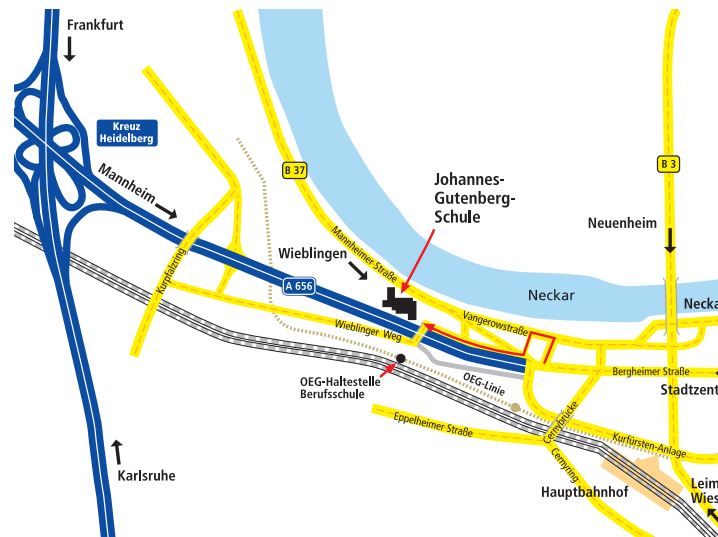 Frankfurt
Kreuz
Heidelberg
Mannheim
B 37
B 3
Johannes-
Gutenberg-
Schule
Neuenheim
Wieblingen
Mannheimer Straße
Kurpfalzring
A 656
Neckar
Necka
Vangerowstraße
Wieblinger Weg
OEG-Haltestelle
Berufsschule
OEG-Linie
Bergheimer Straße
Stadtzent
Eppelheimer Straße
Czernybrücke
Czernyring
Kurfürsten-Anlage
Karlsruhe
Hauptbahnhof
Leim
Wies